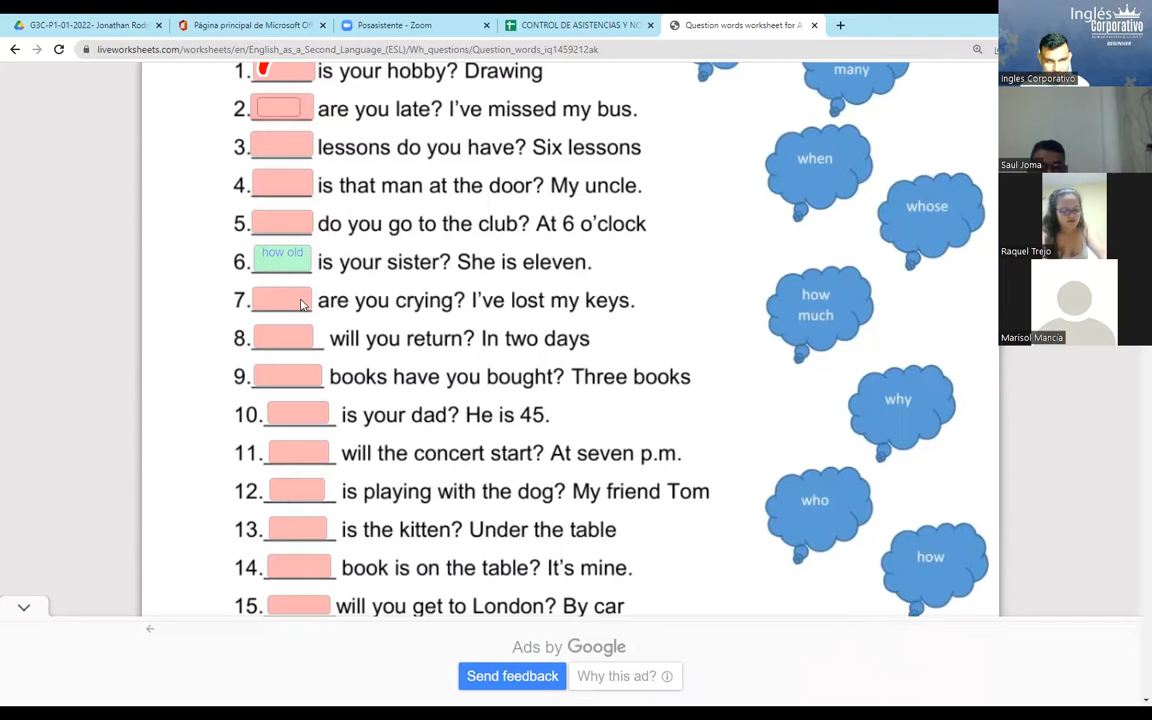 G3C-P1-01-2022- Jonathan Rod
Página principal de Microsoft Of
Posasistente - Zoom
CONTROL DE ASISTENCIAS Y NO
Question words worksheet for A
liveworksheets.com/worksheets/en/English_as_a_Second_Language_(ESL)/Wh_questions/Question_words_iq1459212ak
Inglés
Corporativo
BEGINNER
Ingles Corporativo
Saul Joma
Raquel Trejo
Marisol Mancia
1. is your hobby? Drawing
2. are you late? I've missed my bus.
3. lessons do you have? Six lessons
4. is that man at the door? My uncle.
5. do you go to the club? At 6 o'clock
6. how old is your sister? She is eleven.
7. are you crying? I've lost my keys.
8. will you return? In two days
9. books have you bought? Three books
10. is your dad? He is 45.
11. will the concert start? At seven p.m.
12. is playing with the dog? My friend Tom
13. is the kitten? Under the table
14. book is on the table? It's mine.
15. will you get to London? By car
many
when
whose
how
much
why
who
how
Ads by Google
Send feedback
Why this ad?